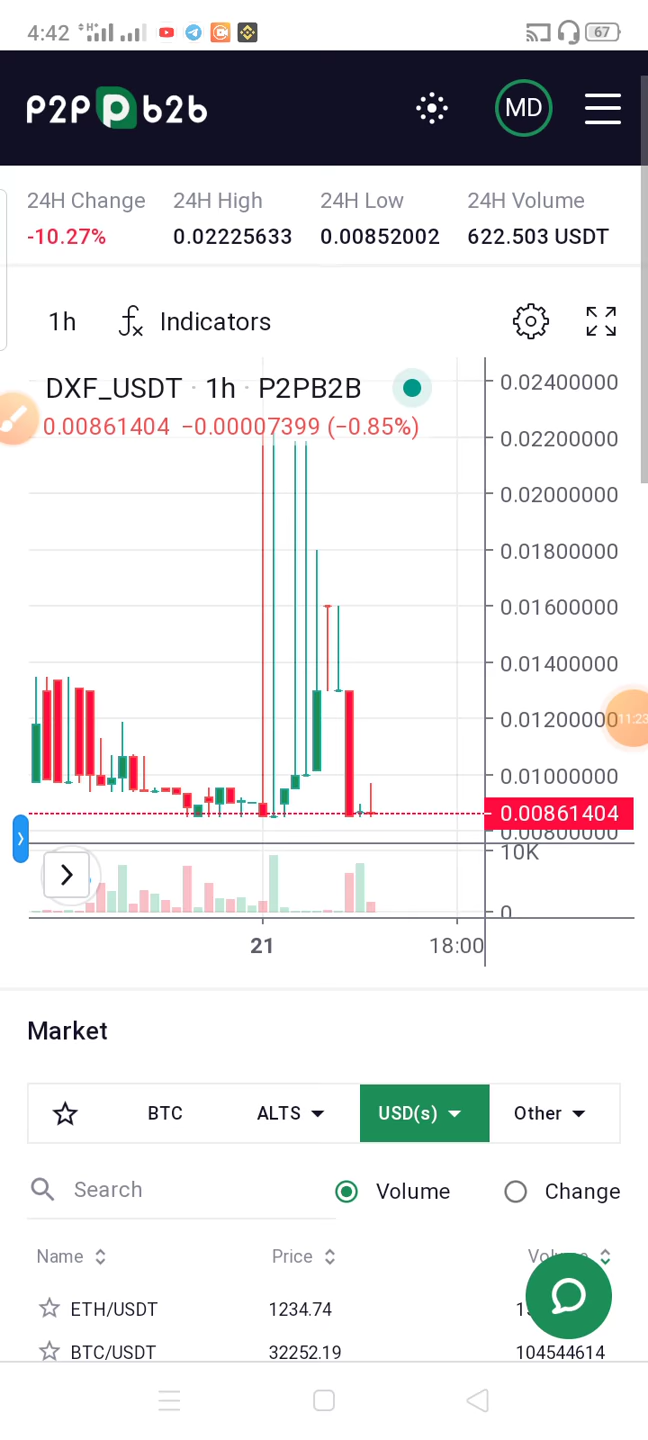 4:42
67
P2P b2b
MD
24H Change 24H High 24H Low 24H Volume
-10.27% 0.02225633 0.00852002 622.503 USDT
1h Indicators
DXF_USDT · 1h · P2PB2B
0.00861404 −0.00007399 (−0.85%)
0.02400000
0.02200000
0.02000000
0.01800000
0.01600000
0.01400000
0.01200000
11:23
0.01000000
0.00861404
0.00800000
10K
0
21 18:00
Market
BTC ALTS USD(s) Other
Search Volume Change
Name Price
ETH/USDT 1234.74
BTC/USDT 32252.19 104544614